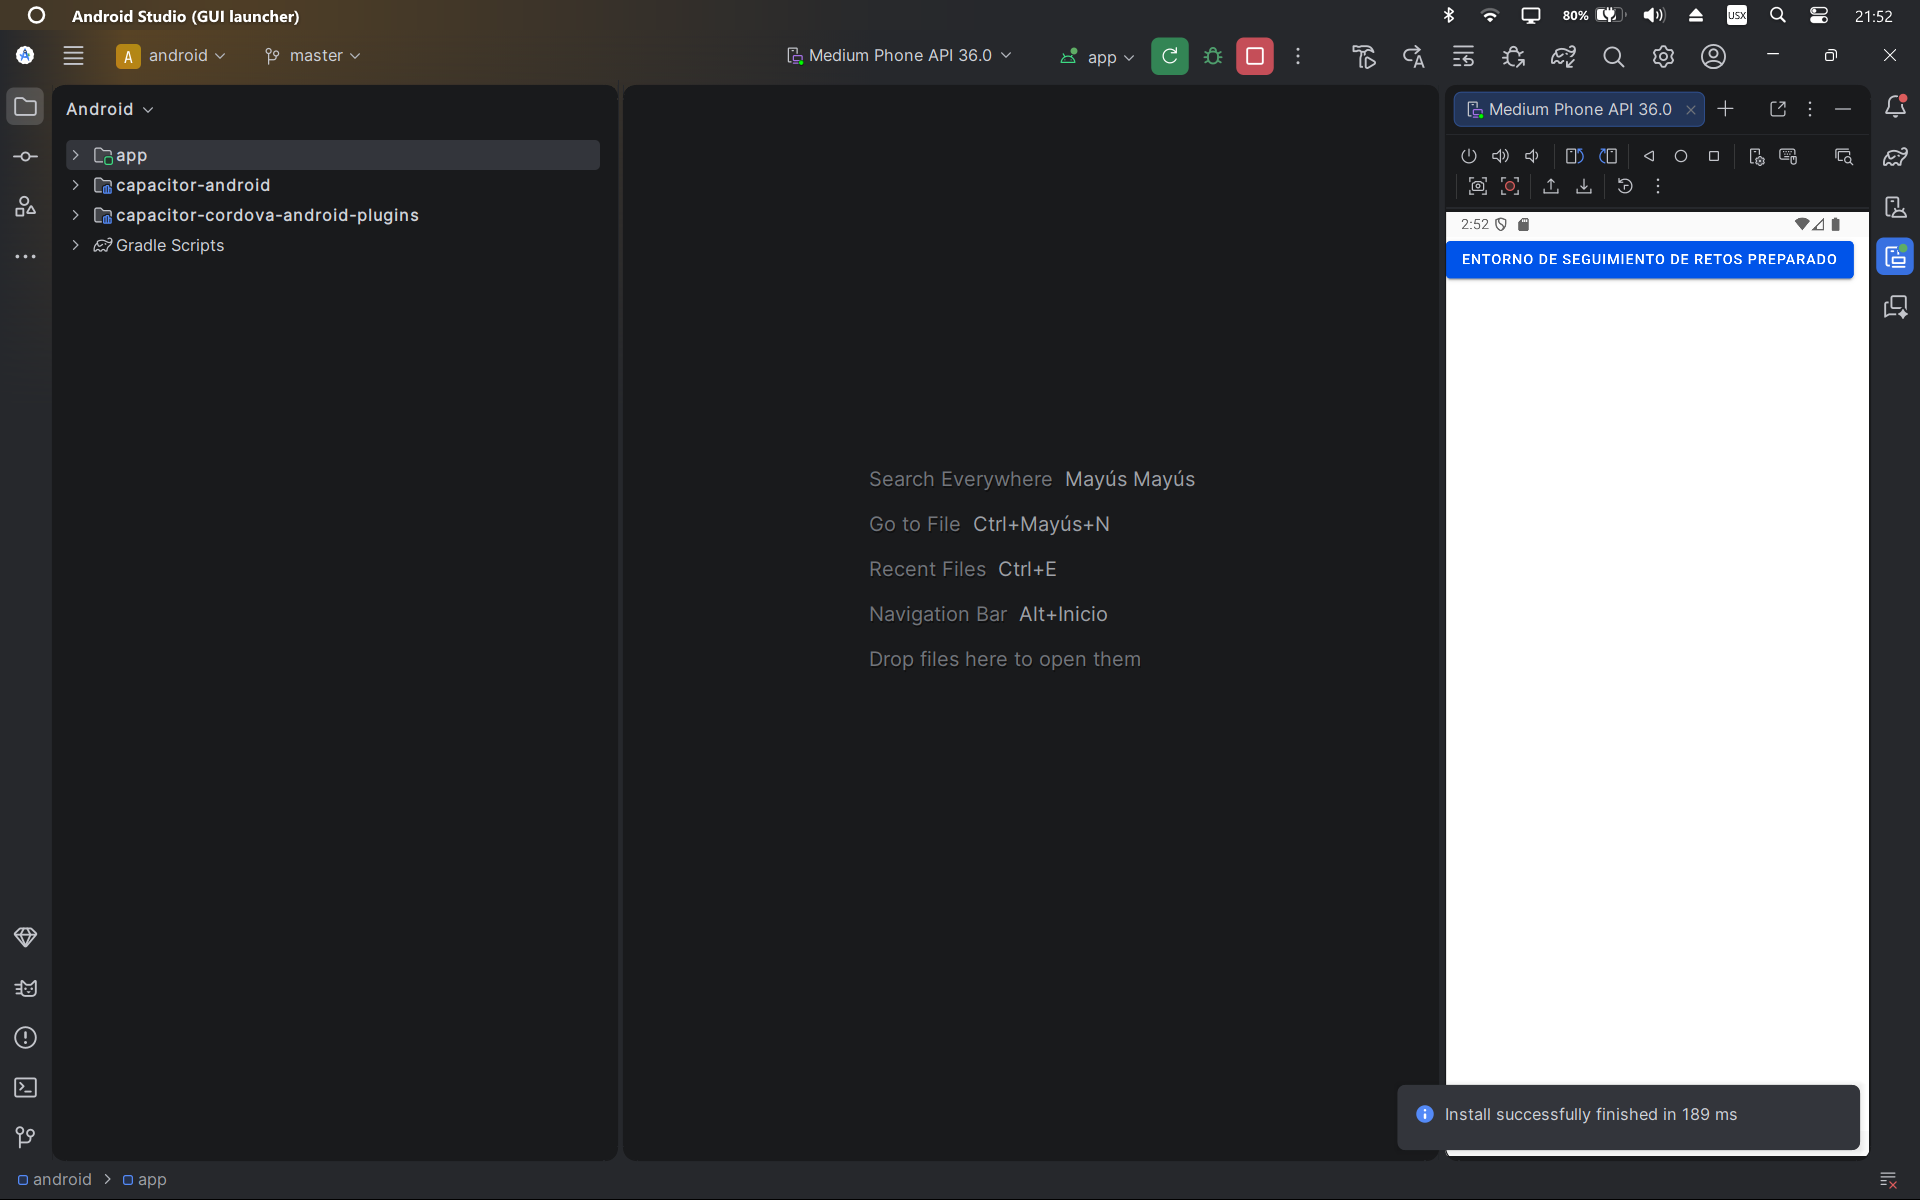 Android Studio (GUI launcher)
80%
USX
21:52
A android
master
Medium Phone API 36.0
app
Android
app
capacitor-android
capacitor-cordova-android-plugins
Gradle Scripts
Search Everywhere Mayús Mayús
Go to File Ctrl+Mayús+N
Recent Files Ctrl+E
Navigation Bar Alt+Inicio
Drop files here to open them
Medium Phone API 36.0
2:52
ENTORNO DE SEGUIMIENTO DE RETOS PREPARADO
Install successfully finished in 189 ms
android > app